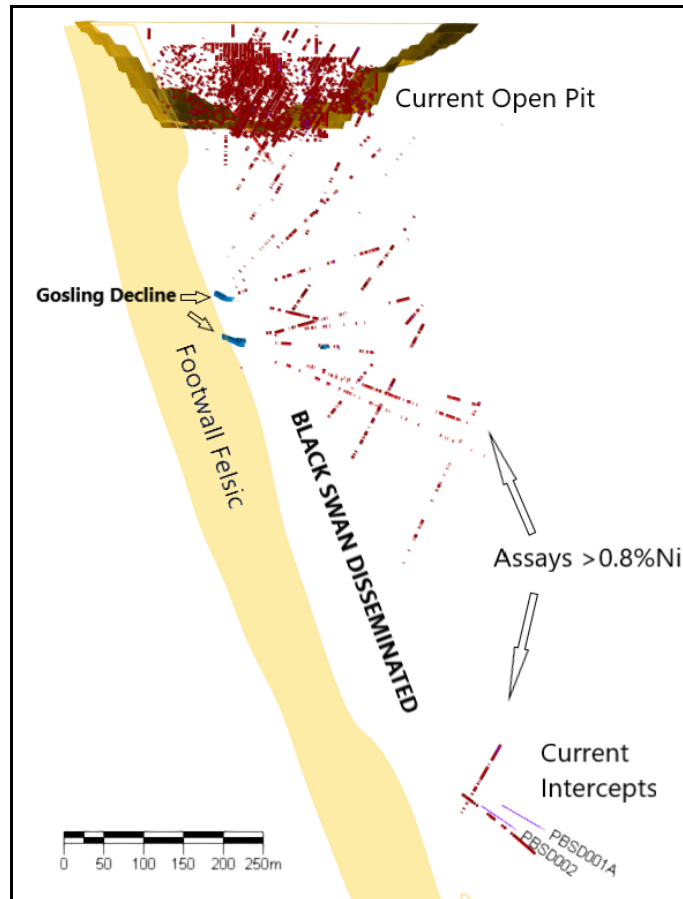 Current Open Pit
Gosling Decline
Footwall Felsic
BLACK SWAN DISSEMINATED
Assays >0.8%Ni
Current
Intercepts
PBSD001A
PBSD002
0 50 100 150 200 250m